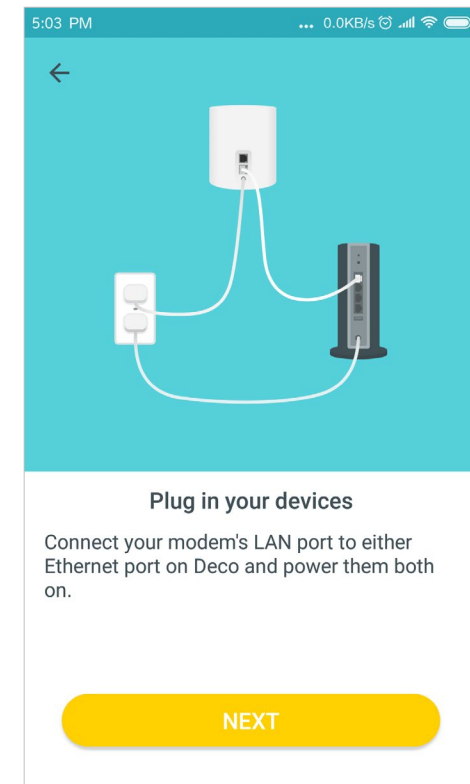 5:03 PM
... 0.0KB/s
Plug in your devices
Connect your modem's LAN port to either
Ethernet port on Deco and power them both
on.
NEXT